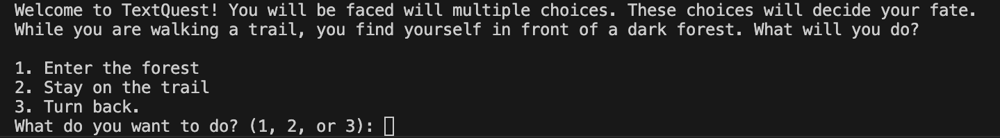 Welcome to TextQuest! You will be faced will multiple choices. These choices will decide your fate.
While you are walking a trail, you find yourself in front of a dark forest. What will you do?
1. Enter the forest
2. Stay on the trail
3. Turn back.
What do you want to do? (1, 2, or 3):